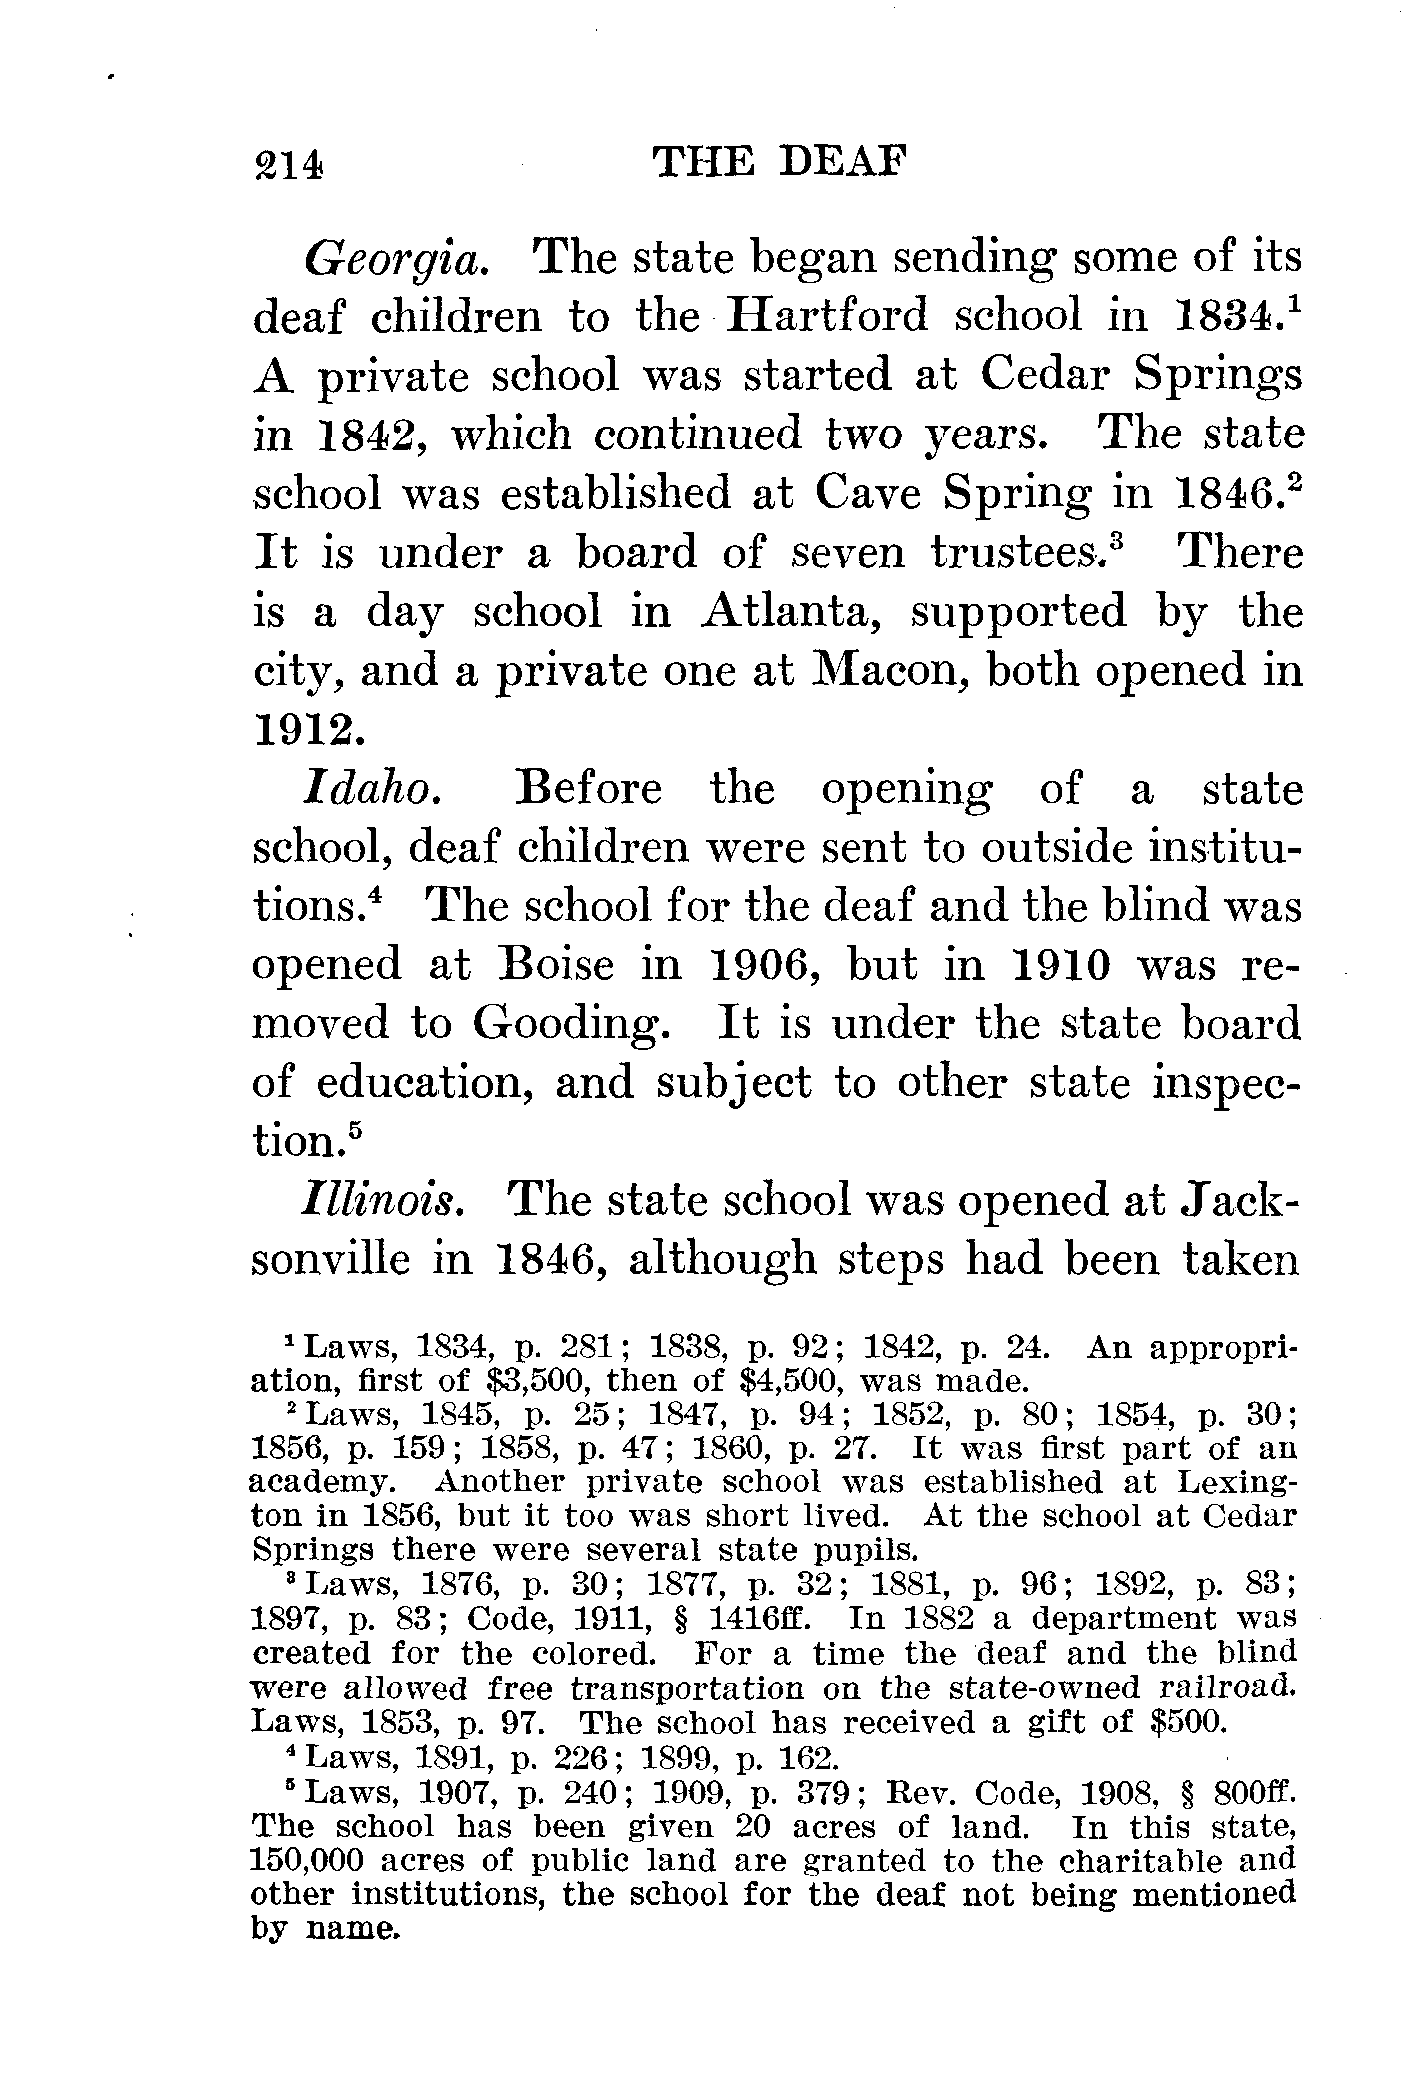 214 THE DEAF
Georgia. The state began sending some of its
deaf children to the Hartford school in 1834.¹
A private school was started at Cedar Springs
in 1842, which continued two years. The state
school was established at Cave Spring in 1846.²
It is under a board of seven trustees.³ There
is a day school in Atlanta, supported by the
city, and a private one at Macon, both opened in
1912.
Idaho. Before the opening of a state
school, deaf children were sent to outside institu-
tions.⁴ The school for the deaf and the blind was
opened at Boise in 1906, but in 1910 was re-
moved to Gooding. It is under the state board
of education, and subject to other state inspec-
tion.⁵
Illinois. The state school was opened at Jack-
sonville in 1846, although steps had been taken
¹ Laws, 1834, p. 281; 1838, p. 92; 1842, p. 24. An appropri-
ation, first of $3,500, then of $4,500, was made.
² Laws, 1845, p. 25; 1847, p. 94; 1852, p. 80; 1854, p. 30;
1856, p. 159; 1858, p. 47; 1860, p. 27. It was first part of an
academy. Another private school was established at Lexing-
ton in 1856, but it too was short lived. At the school at Cedar
Springs there were several state pupils.
³ Laws, 1876, p. 30; 1877, p. 32; 1881, p. 96; 1892, p. 83;
1897, p. 83; Code, 1911, § 1416ff. In 1882 a department was
created for the colored. For a time the deaf and the blind
were allowed free transportation on the state-owned railroad.
Laws, 1853, p. 97. The school has received a gift of $500.
⁴ Laws, 1891, p. 226; 1899, p. 162.
⁵ Laws, 1907, p. 240; 1909, p. 379; Rev. Code, 1908, § 800ff.
The school has been given 20 acres of land. In this state,
150,000 acres of public land are granted to the charitable and
other institutions, the school for the deaf not being mentioned
by name.